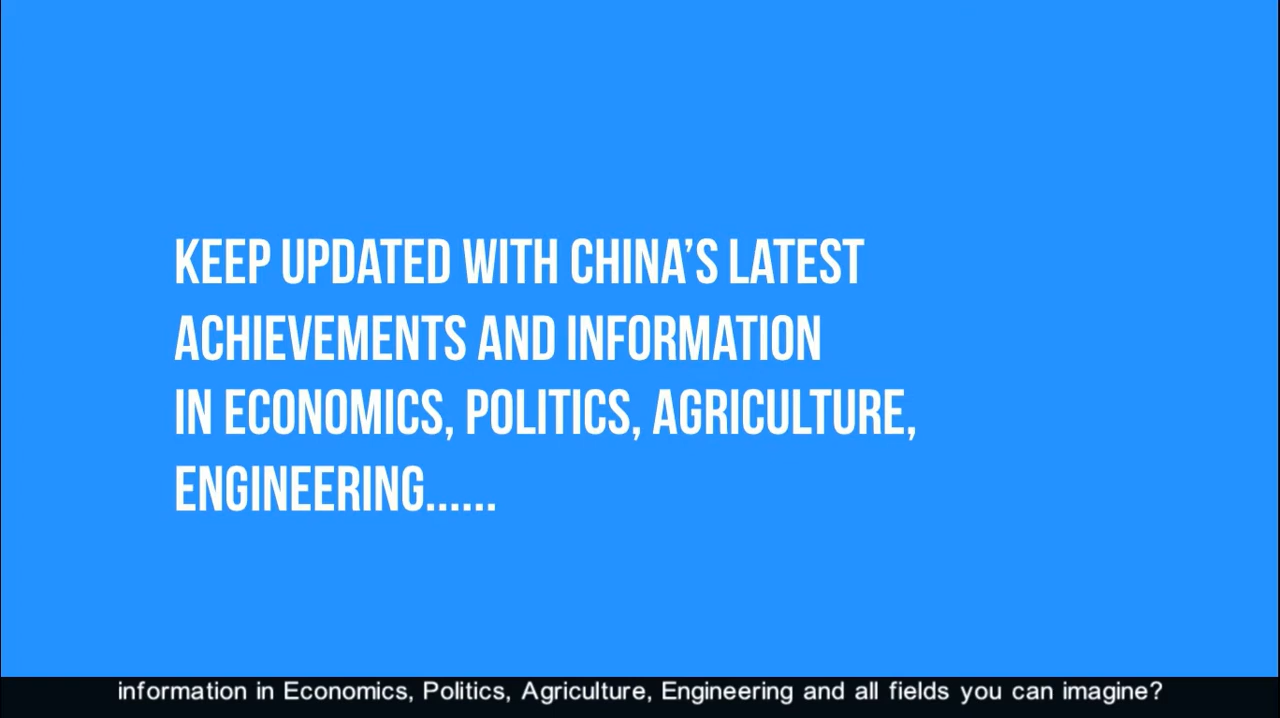 KEEP UPDATED WITH CHINA’S LATEST
ACHIEVEMENTS AND INFORMATION
IN ECONOMICS, POLITICS, AGRICULTURE,
ENGINEERING......
information in Economics, Politics, Agriculture, Engineering and all fields you can imagine?